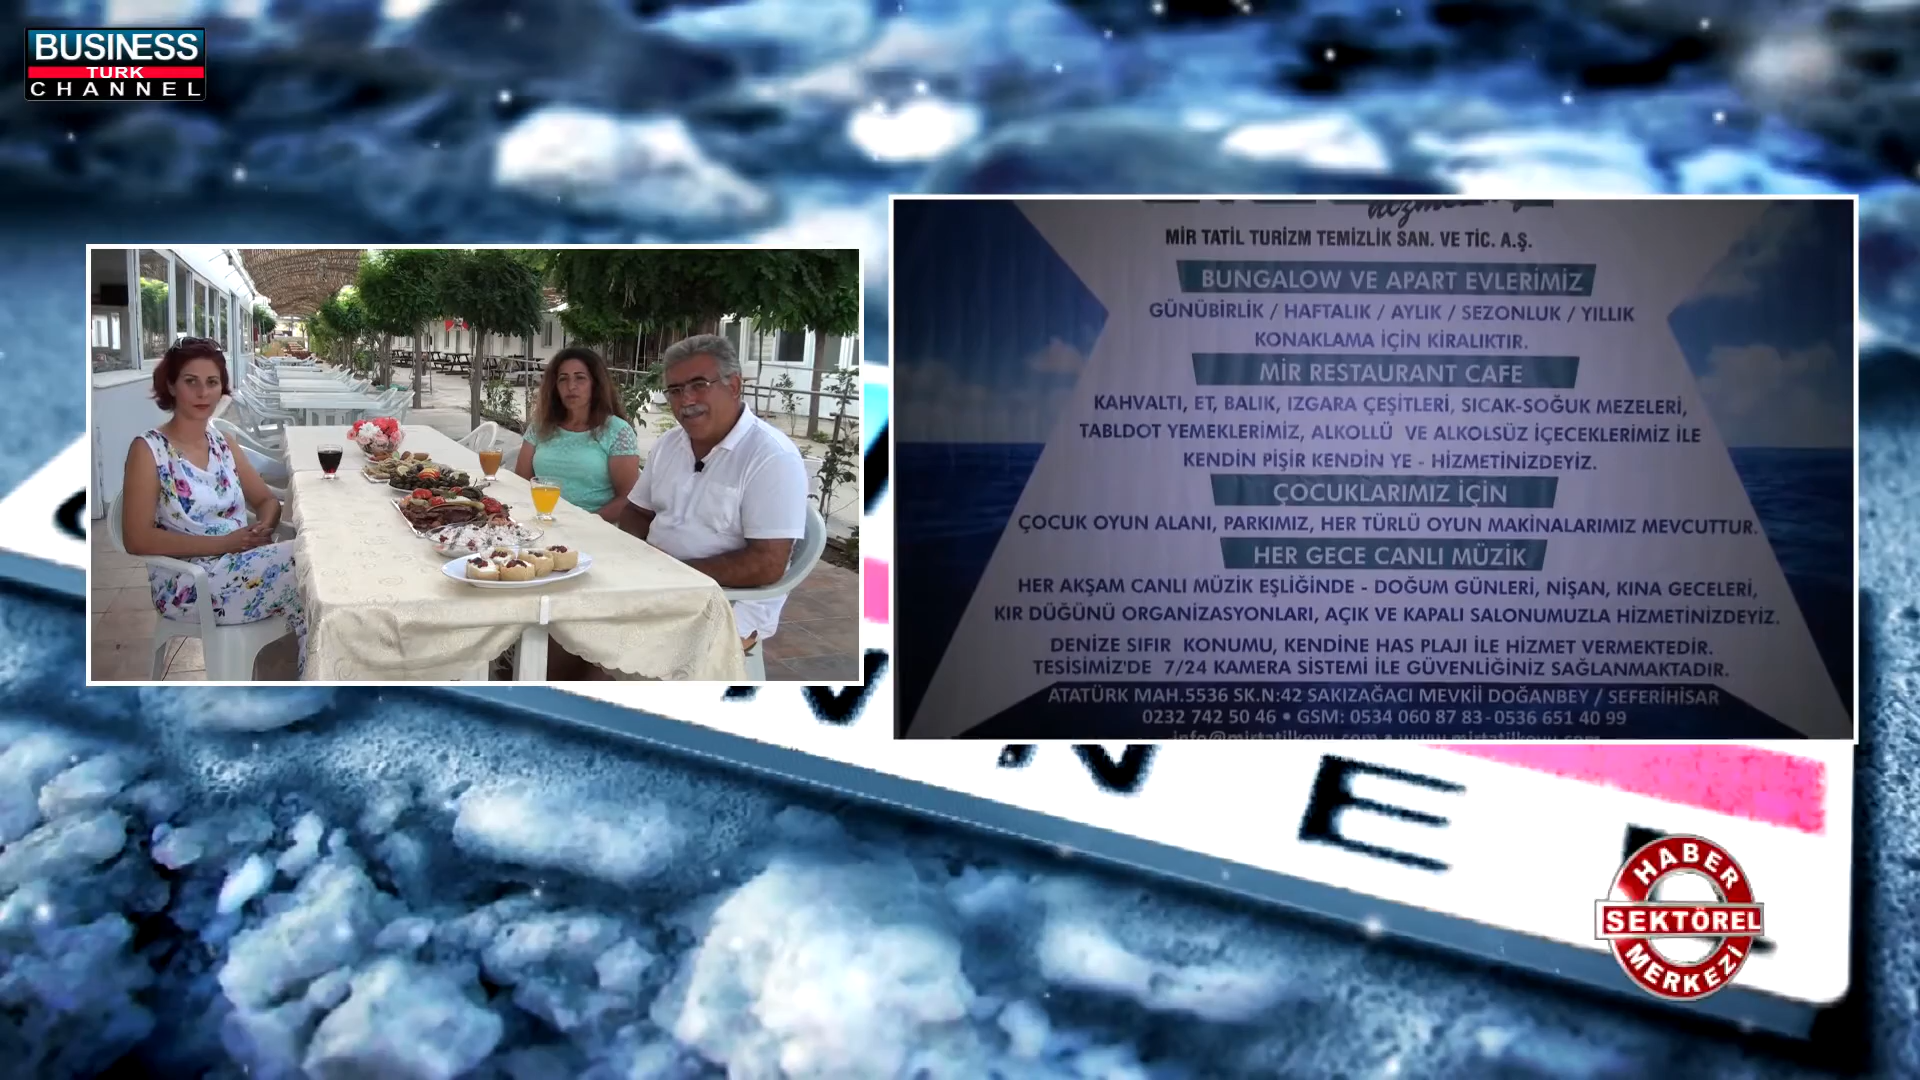 BUSINESS
TURK
CHANNEL
MİR TATİL TURİZM TEMİZLİK SAN. VE TİC. A.Ş.
BUNGALOW VE APART EVLERİMİZ
GÜNÜBİRLİK / HAFTALIK / AYLIK / SEZONLUK / YILLIK
KONAKLAMA İÇİN KİRALIKTIR.
MİR RESTAURANT CAFE
KAHVALTI, ET, BALIK, IZGARA ÇEŞİTLERİ, SICAK-SOĞUK MEZELERİ,
TABLDOT YEMEKLERİMİZ, ALKOLLÜ VE ALKOLSÜZ İÇECEKLERİMİZ İLE
KENDİN PİŞİR KENDİN YE - HİZMETİNİZDEYİZ.
ÇOCUKLARIMIZ İÇİN
ÇOCUK OYUN ALANI, PARKIMIZ, HER TÜRLÜ OYUN MAKİNALARIMIZ MEVCUTTUR.
HER GECE CANLI MÜZİK
HER AKŞAM CANLI MÜZİK EŞLİĞİNDE - DOĞUM GÜNLERİ, NİŞAN, KINA GECELERİ,
KIR DÜĞÜNÜ ORGANİZASYONLARI, AÇIK VE KAPALI SALONUMUZLA HİZMETİNİZDEYİZ.
DENİZE SIFIR KONUMU, KENDİNE HAS PLAJI İLE HİZMET VERMEKTEDİR.
TESİSİMİZ'DE 7/24 KAMERA SİSTEMİ İLE GÜVENLİĞİNİZ SAĞLANMAKTADIR.
ATATÜRK MAH.5536 SK.N:42 SAKIZAĞACI MEVKİİ DOĞANBEY / SEFERİHİSAR
0232 742 50 46 • GSM: 0534 060 87 83 - 0536 651 40 99
info@mirtatilkoyu.com • www.mirtatilkoyu.com
HABER
SEKTÖREL
MERKEZİ